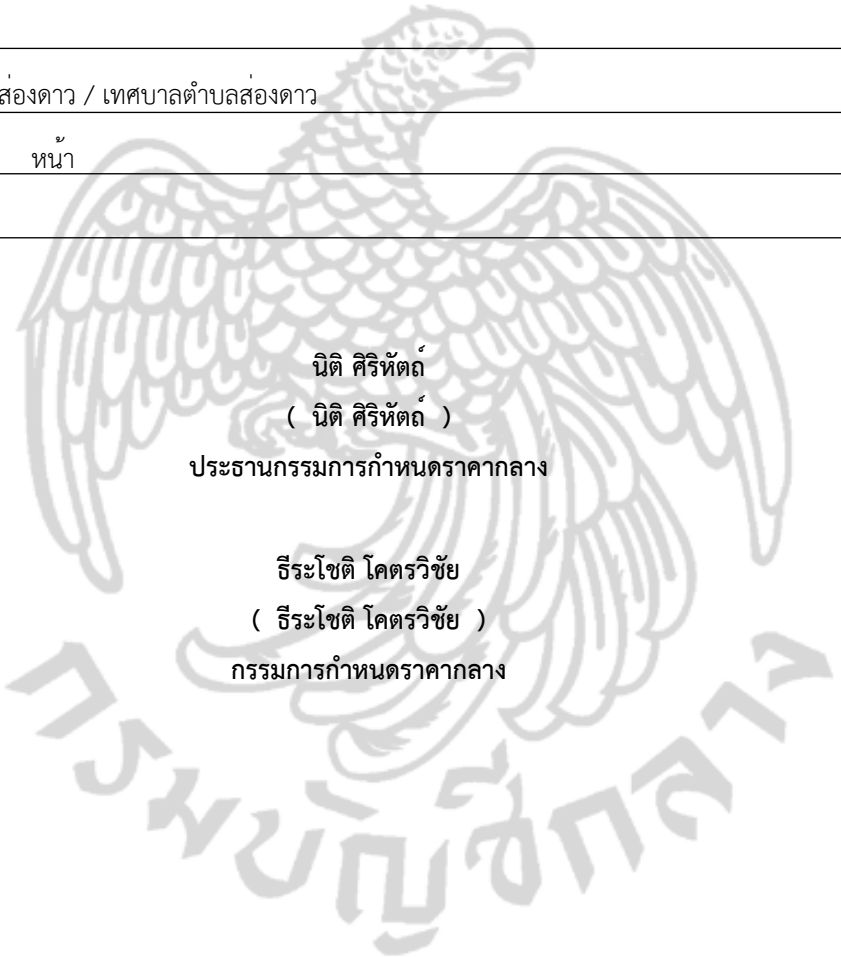 ส่องดาว / เทศบาลตำบลส่องดาว
หน้า
นิติ ศิริหัตถ์
( นิติ ศิริหัตถ์ )
ประธานกรรมการกำหนดราคากลาง
ธีระโชติ โคตรวิชัย
( ธีระโชติ โคตรวิชัย )
กรรมการกำหนดราคากลาง
กรมบัญชีกลาง